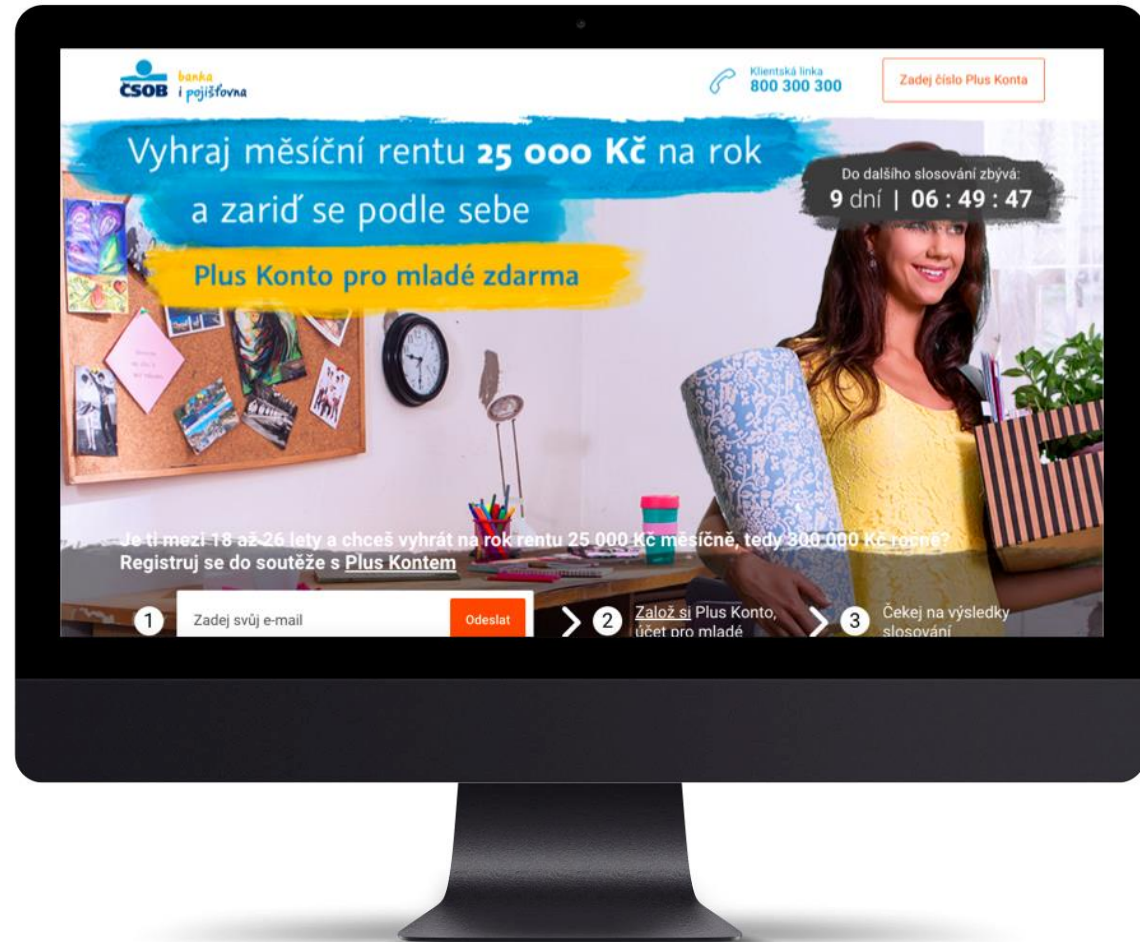 ČSOB
banka
i pojišťovna
Klientská linka
800 300 300
Zadej číslo Plus Konta
Vyhraj měsíční rentu 25 000 Kč na rok
a zariď se podle sebe
Plus Konto pro mladé zdarma
Do dalšího slosování zbývá:
9 dní | 06 : 49 : 47
Je ti mezi 18 až 26 lety a chceš vyhrát na rok rentu 25 000 Kč měsíčně, tedy 300 000 Kč ročně?
Registruj se do soutěže s Plus Kontem
1
Zadej svůj e-mail
Odeslat
2
Založ si Plus Konto,
účet pro mladé
3
Čekej na výsledky
slosování